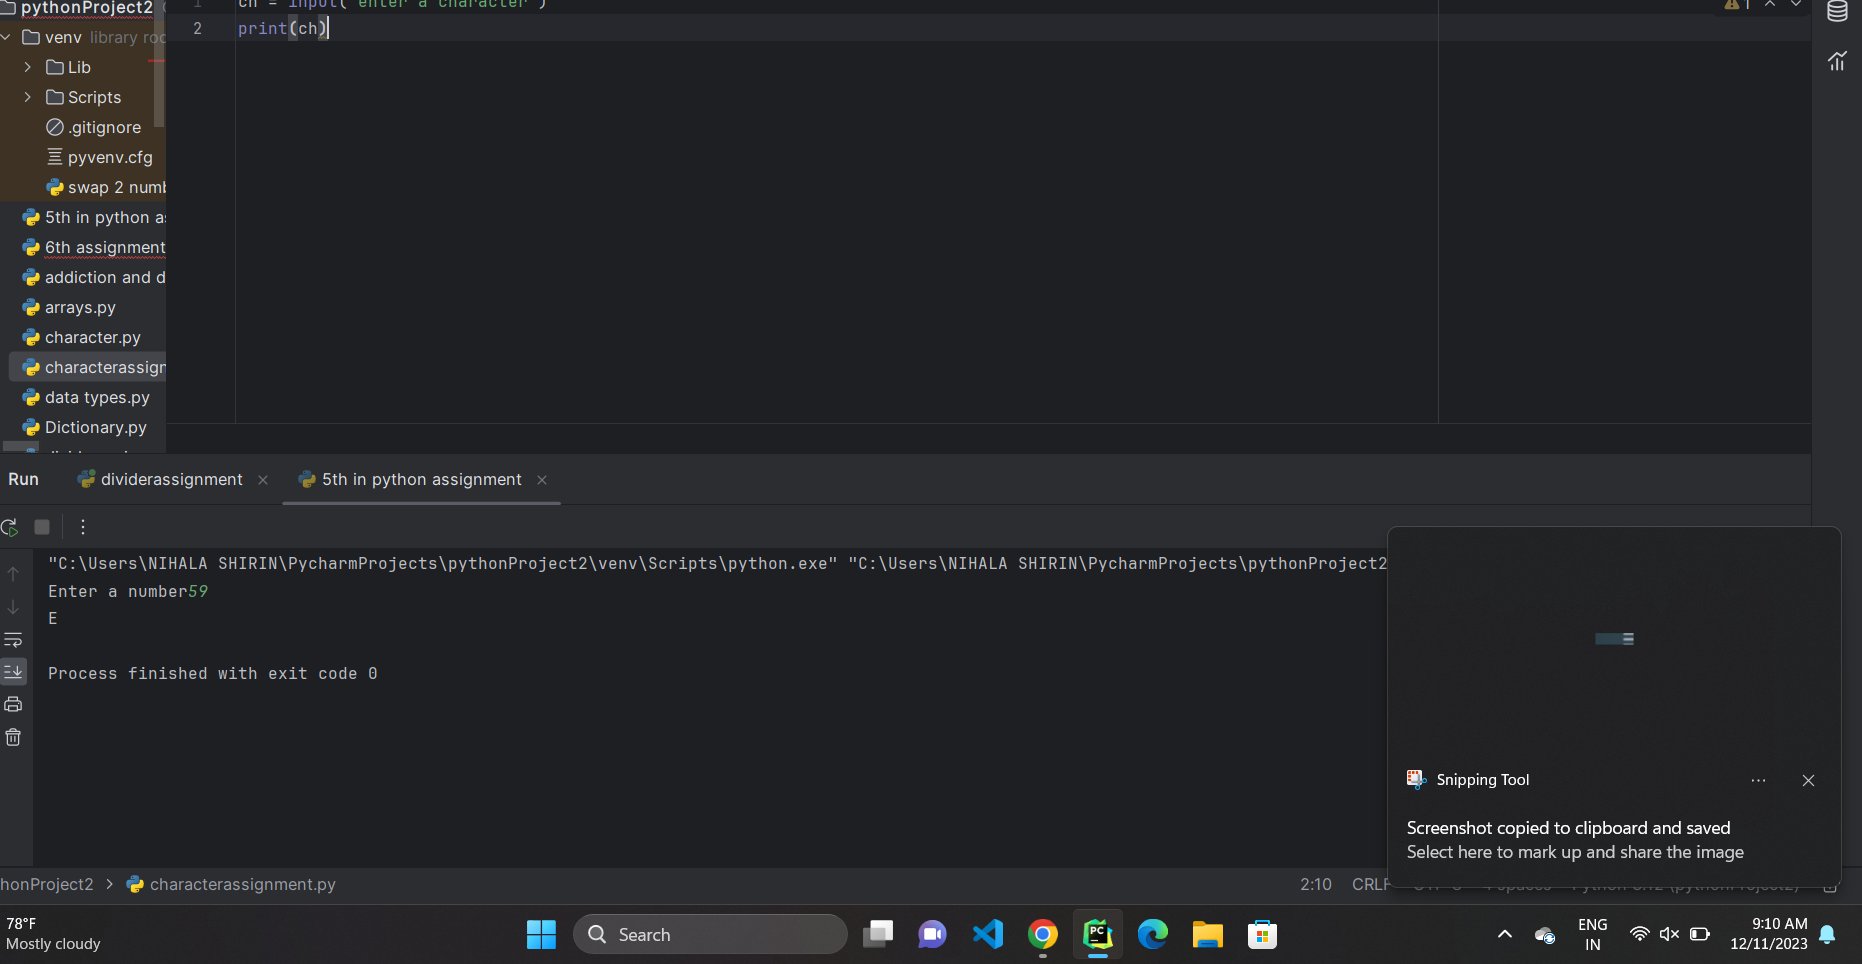 pythonProject2
venv library roo
Lib
Scripts
.gitignore
pyvenv.cfg
swap 2 numb
5th in python as
6th assignment
addiction and d
arrays.py
character.py
characterassign
data types.py
Dictionary.py
1 ch = input("enter a character")
2 print(ch)
1
Run dividerassignment 5th in python assignment
"C:\Users\NIHALA SHIRIN\PycharmProjects\pythonProject2\venv\Scripts\python.exe" "C:\Users\NIHALA SHIRIN\PycharmProjects\pythonProject2
Enter a number59
E
Process finished with exit code 0
Snipping Tool
Screenshot copied to clipboard and saved
Select here to mark up and share the image
honProject2 > characterassignment.py
2:10 CRLF
78°F
Mostly cloudy
Search
PC
ENG
IN
9:10 AM
12/11/2023